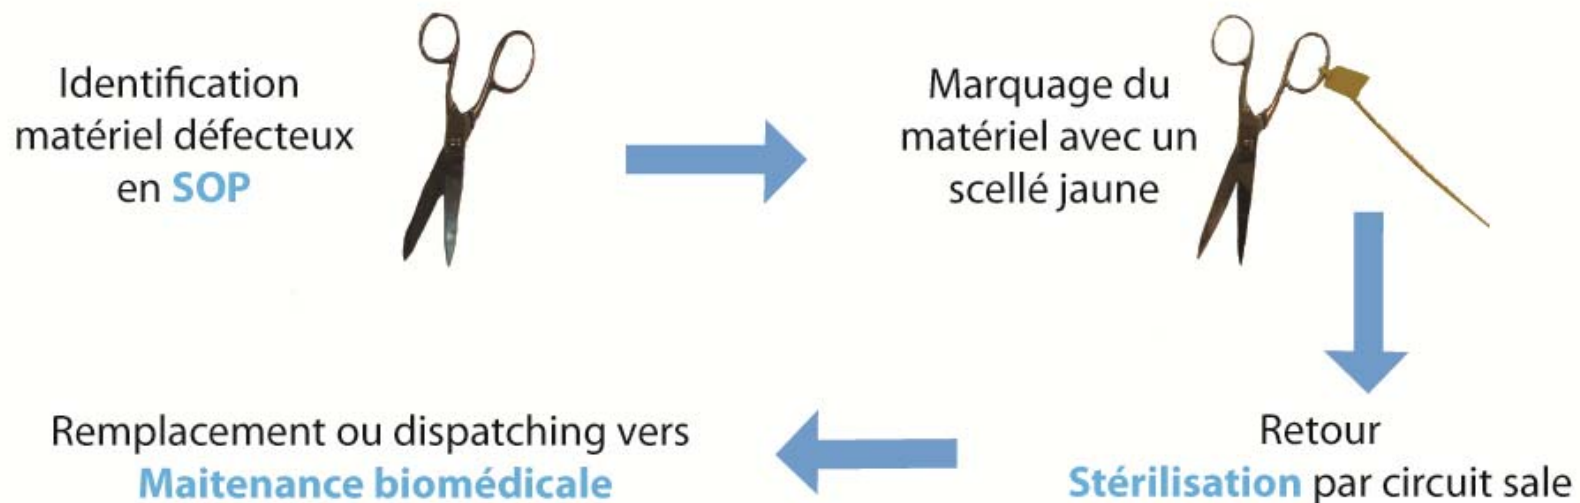 Identification
matériel défecteux
en SOP
Marquage du
matériel avec un
scellé jaune
Retour
Stérilisation par circuit sale
Remplacement ou dispatching vers
Maitenance biomédicale